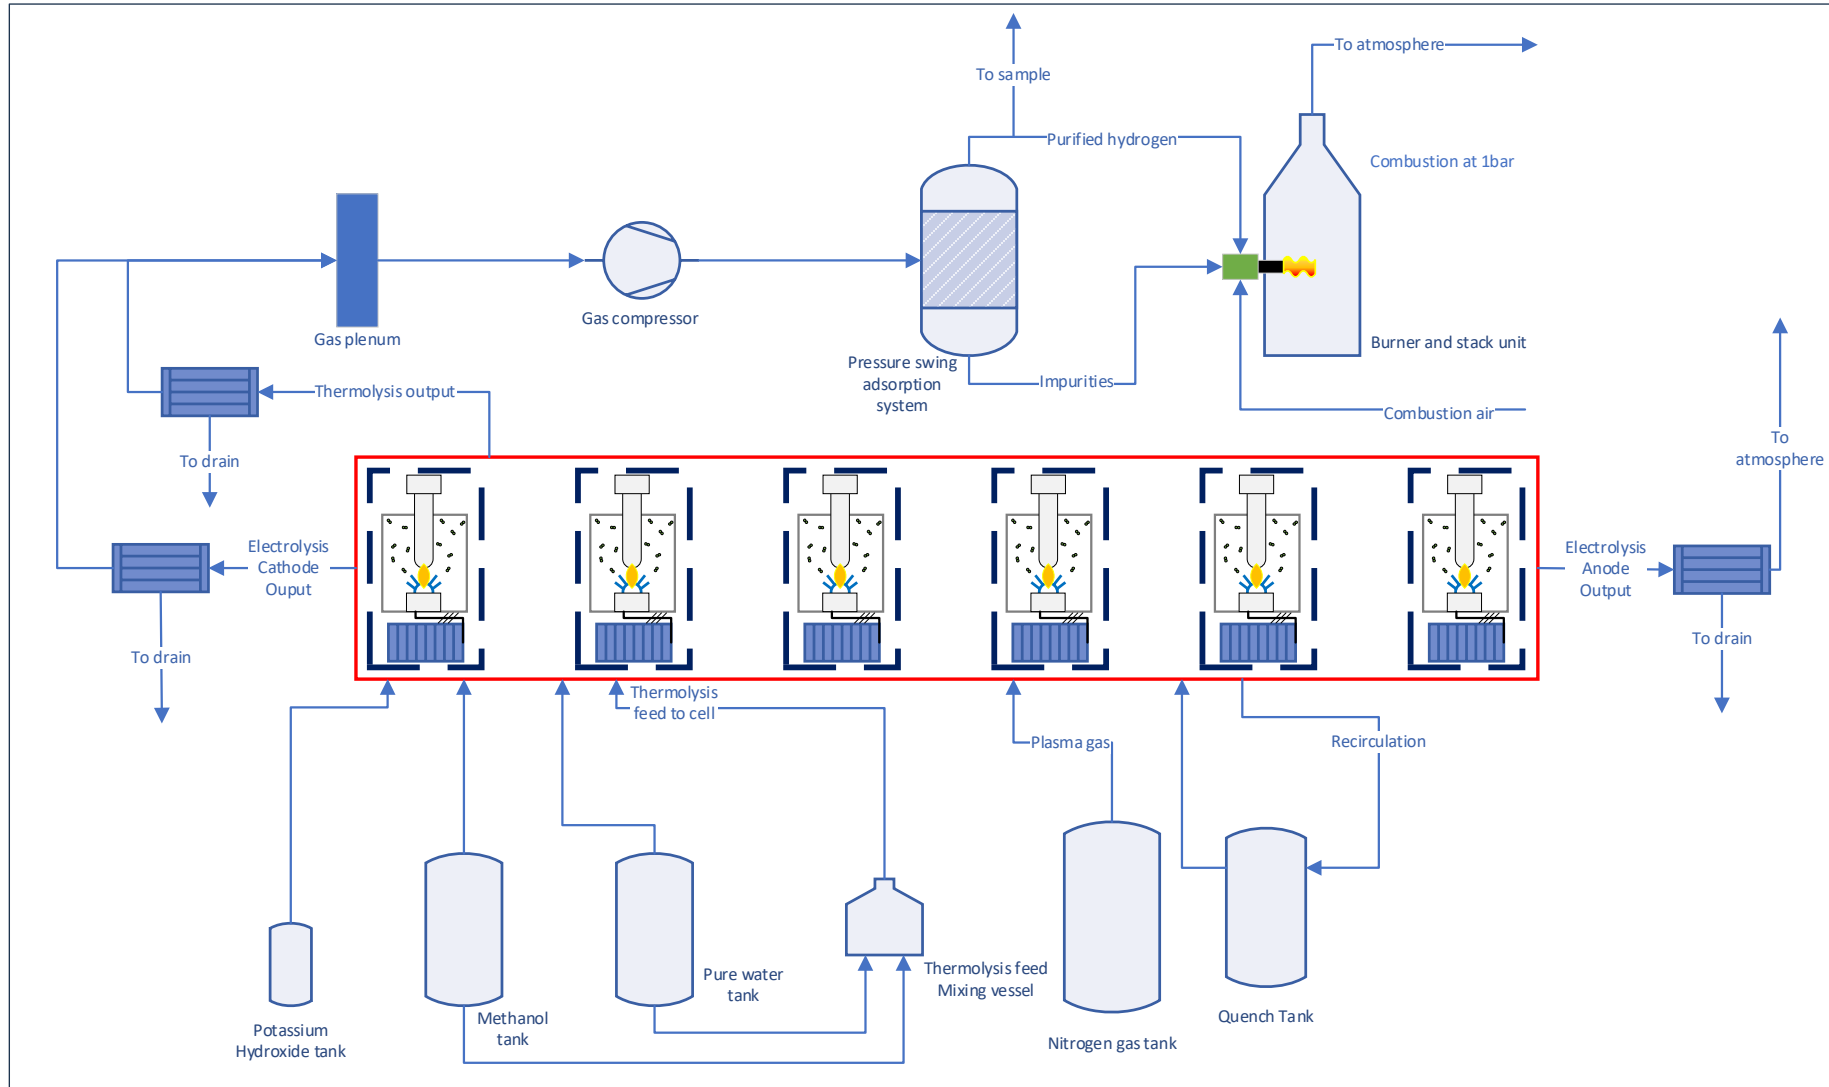 To atmosphere
To sample
Purified hydrogen
Combustion at 1bar
Gas plenum
Gas compressor
Burner and stack unit
Pressure swing
adsorption
system
Impurities
Thermolysis output
Combustion air
To
atmosphere
To drain
Electrolysis
Cathode
Ouput
Electrolysis
Anode
Output
To drain
To drain
Thermolysis
feed to cell
Plasma gas
Recirculation
Pure water
tank
Thermolysis feed
Mixing vessel
Methanol
tank
Quench Tank
Potassium
Hydroxide tank
Nitrogen gas tank